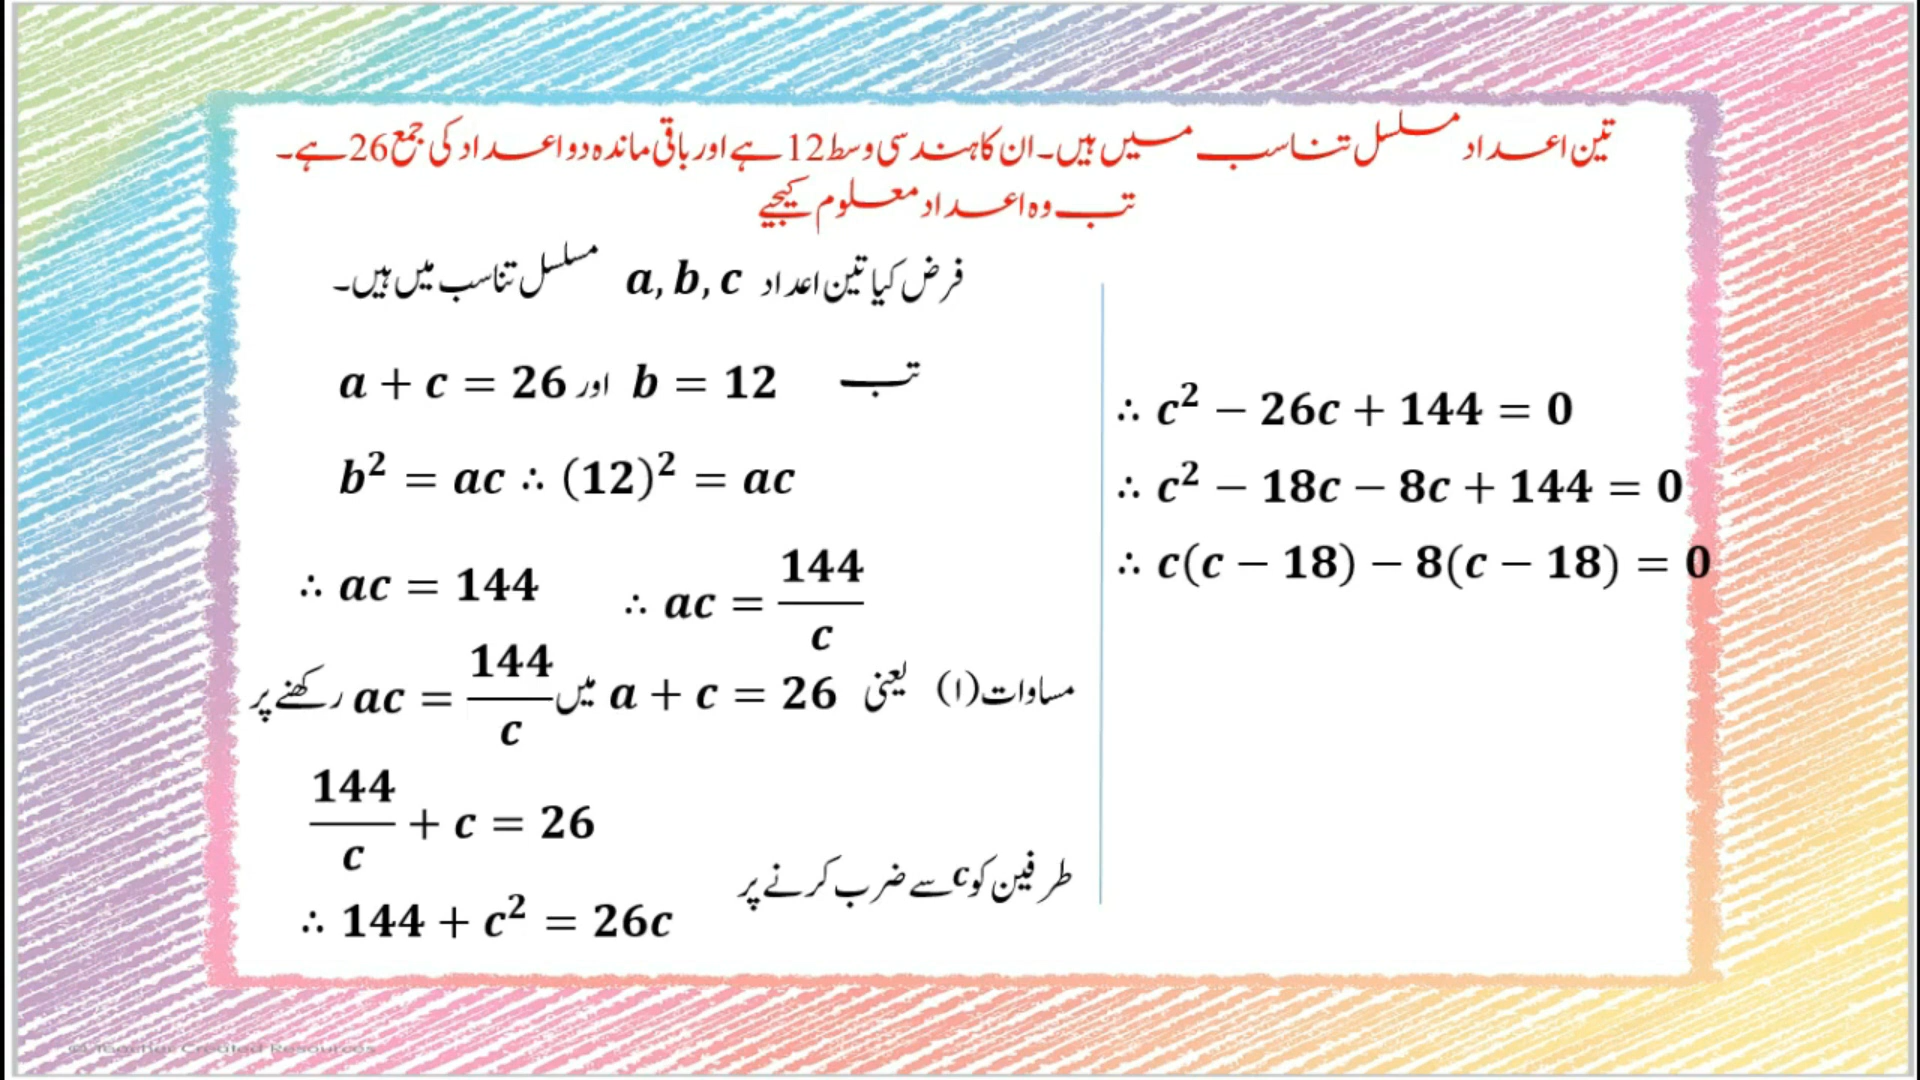 تین اعداد مسلسل تناسب میں ہیں۔ ان کا ہندسی وسط 12 ہے اور باقی ماندہ دو اعداد کی جمع 26 ہے۔
تب وہ اعداد معلوم کیجیے
فرض کیا تین اعداد a, b, c مسلسل تناسب میں ہیں۔
تب b = 12 اور a + c = 26
b² = ac ∴ (12)² = ac
∴ ac = 144 ∴ ac = 144/c
مساوات (۱) یعنی a + c = 26 میں ac = 144/c رکھنے پر
144/c + c = 26
طرفین کو c سے ضرب کرنے پر
∴ 144 + c² = 26c
∴ c² − 26c + 144 = 0
∴ c² − 18c − 8c + 144 = 0
∴ c(c − 18) − 8(c − 18) = 0
© Teacher Created Resources